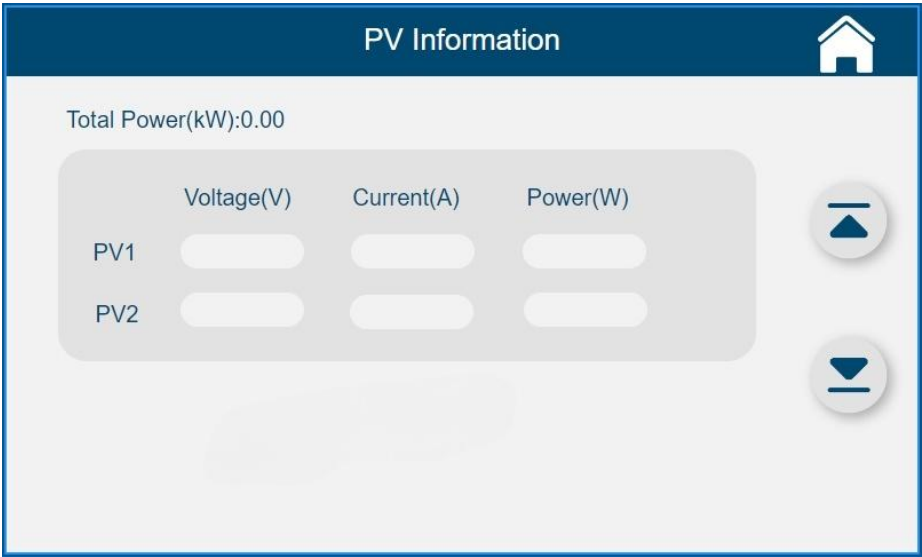 PV Information
Total Power(kW):0.00
Voltage(V) Current(A) Power(W)
PV1
PV2